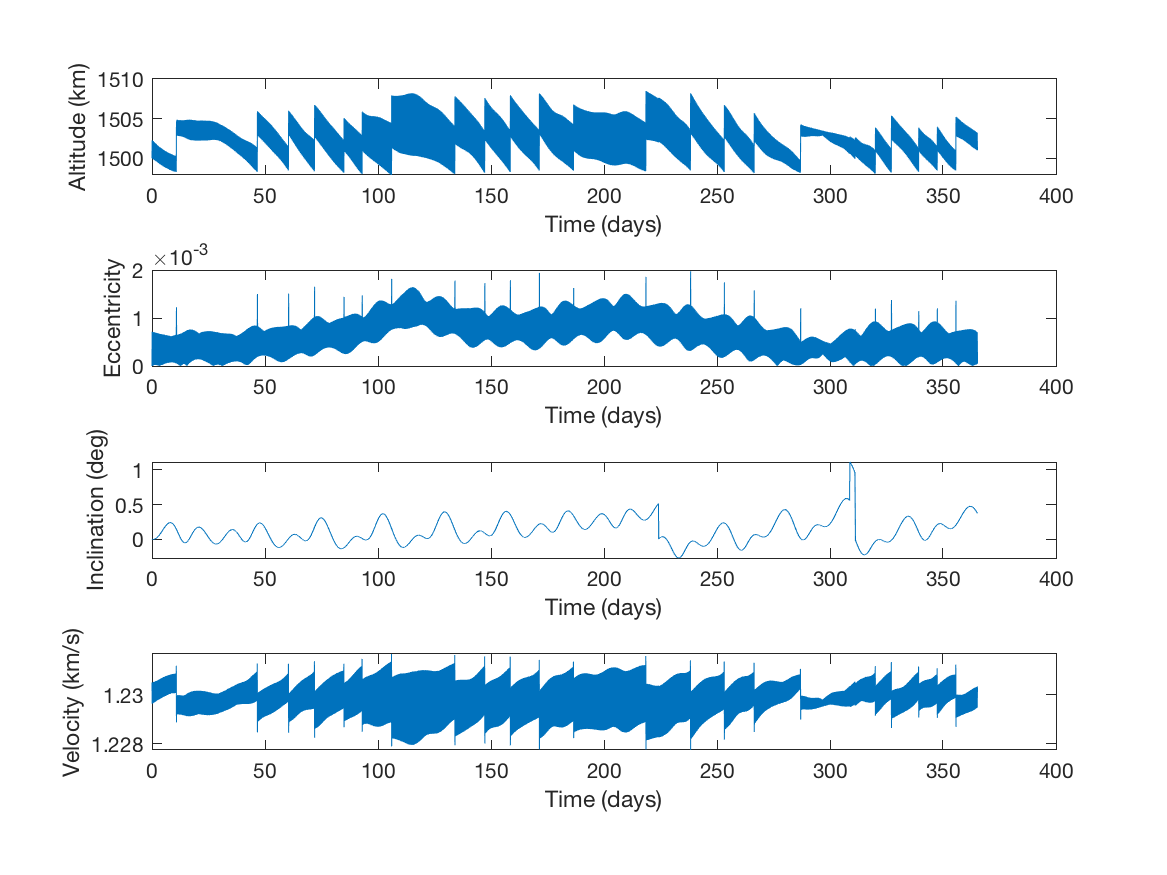 Altitude (km)
1510
1505
1500
0 50 100 150 200 250 300 350 400
Time (days)
×10-3
Eccentricity
2
1
0
0 50 100 150 200 250 300 350 400
Time (days)
Inclination (deg)
1
0.5
0
0 50 100 150 200 250 300 350 400
Time (days)
Velocity (km/s)
1.23
1.228
0 50 100 150 200 250 300 350 400
Time (days)